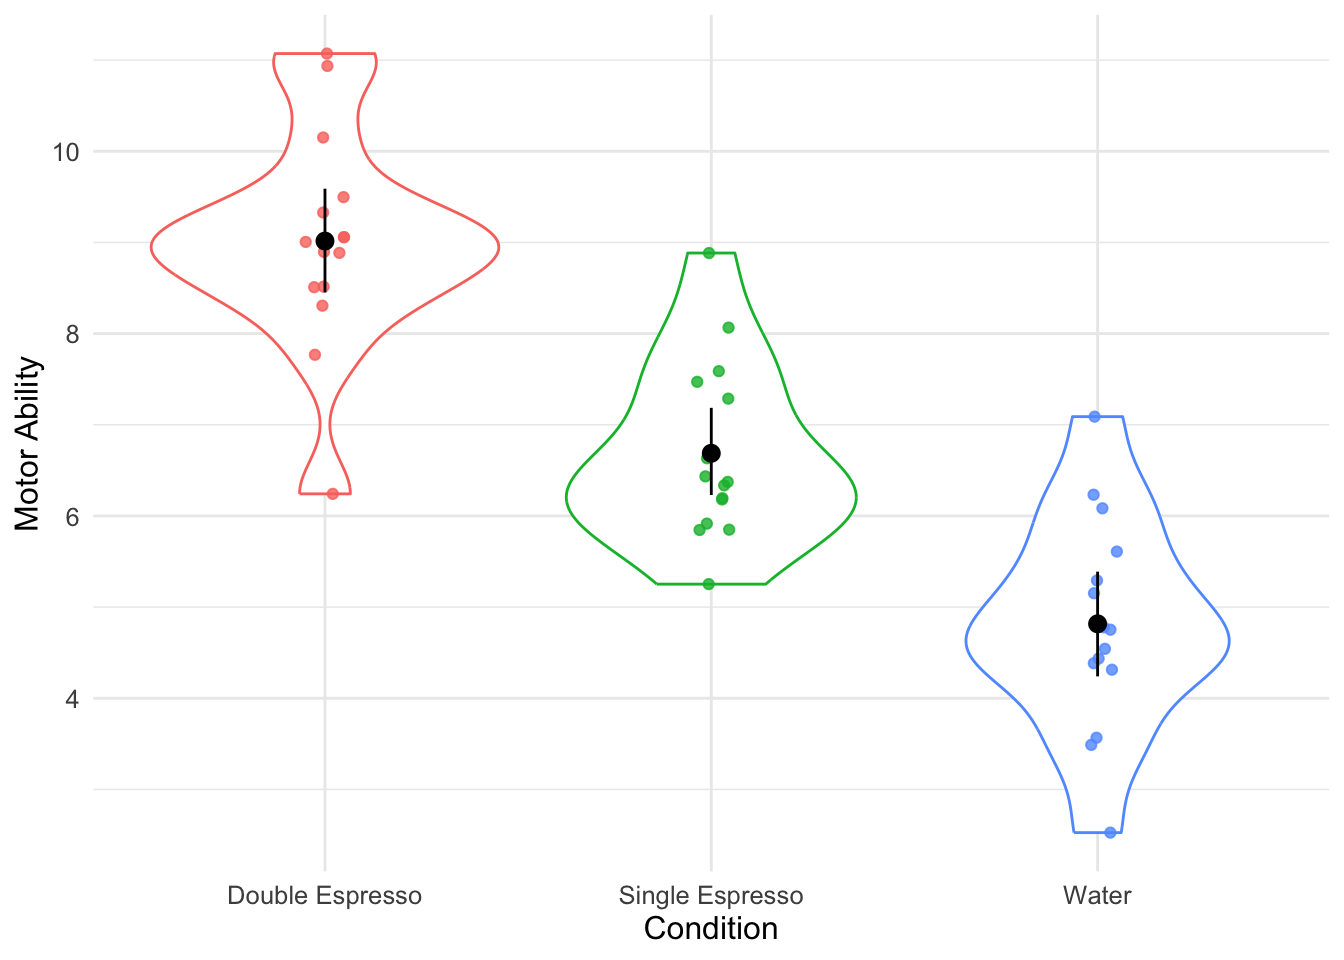 Motor Ability
10
8
6
4
Double Espresso
Single Espresso
Water
Condition